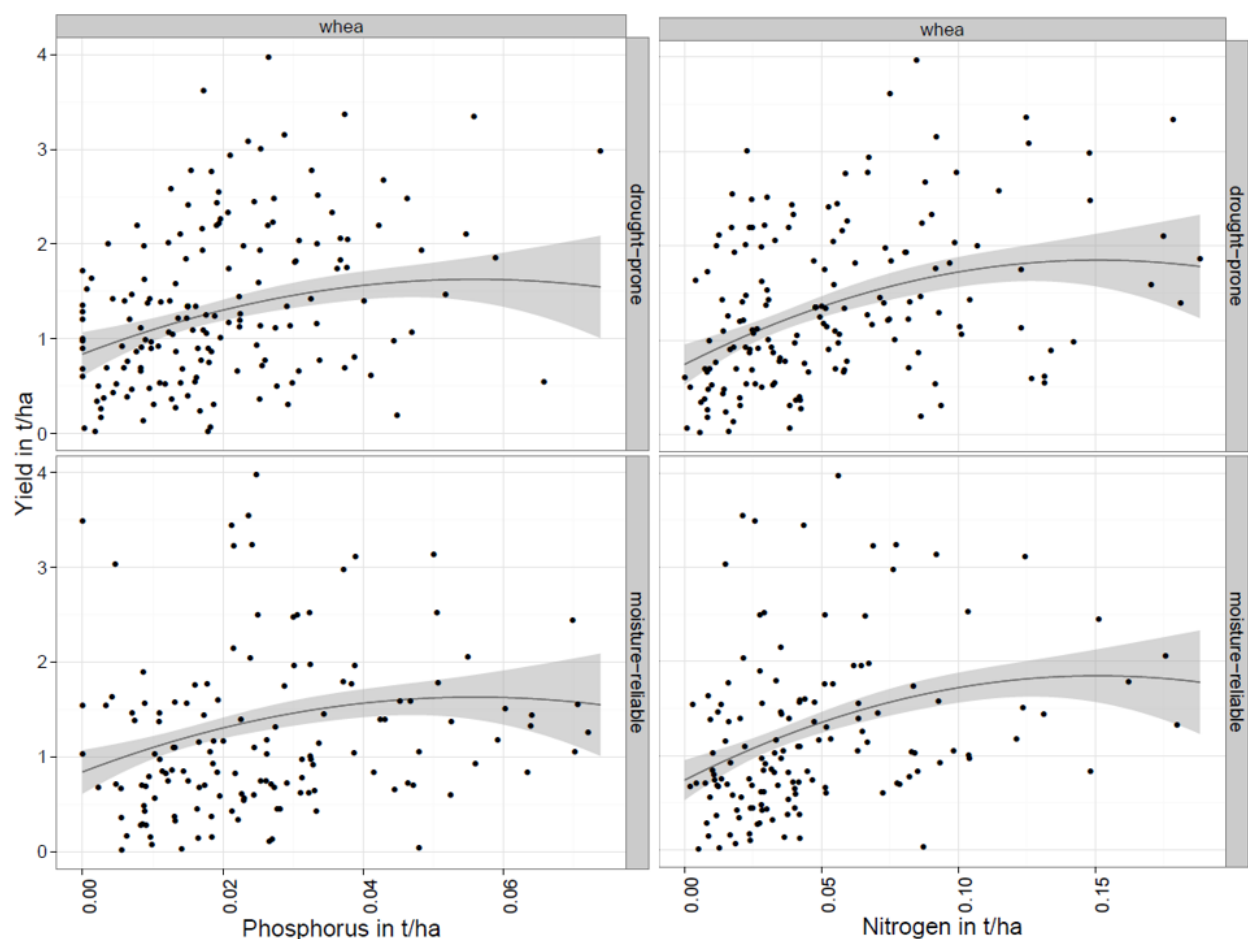 whea
whea
4
3
2
1
0
drought-prone
drought-prone
Yield in t/ha
4
3
2
1
0
moisture-reliable
moisture-reliable
0.00
0.02
0.04
0.06
0.00
0.05
0.10
0.15
Phosphorus in t/ha
Nitrogen in t/ha